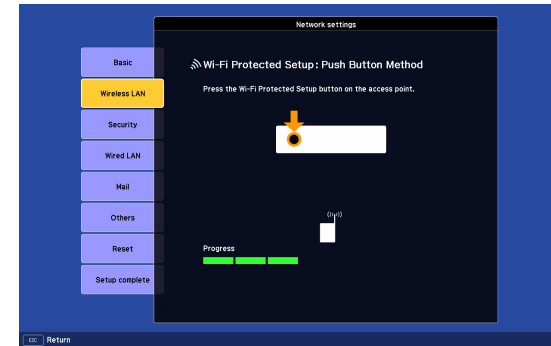 Network settings
Basic
Wireless LAN
Security
Wired LAN
Mail
Others
Reset
Setup complete
Wi-Fi Protected Setup : Push Button Method
Press the Wi-Fi Protected Setup button on the access point.
Progress
ESC Return